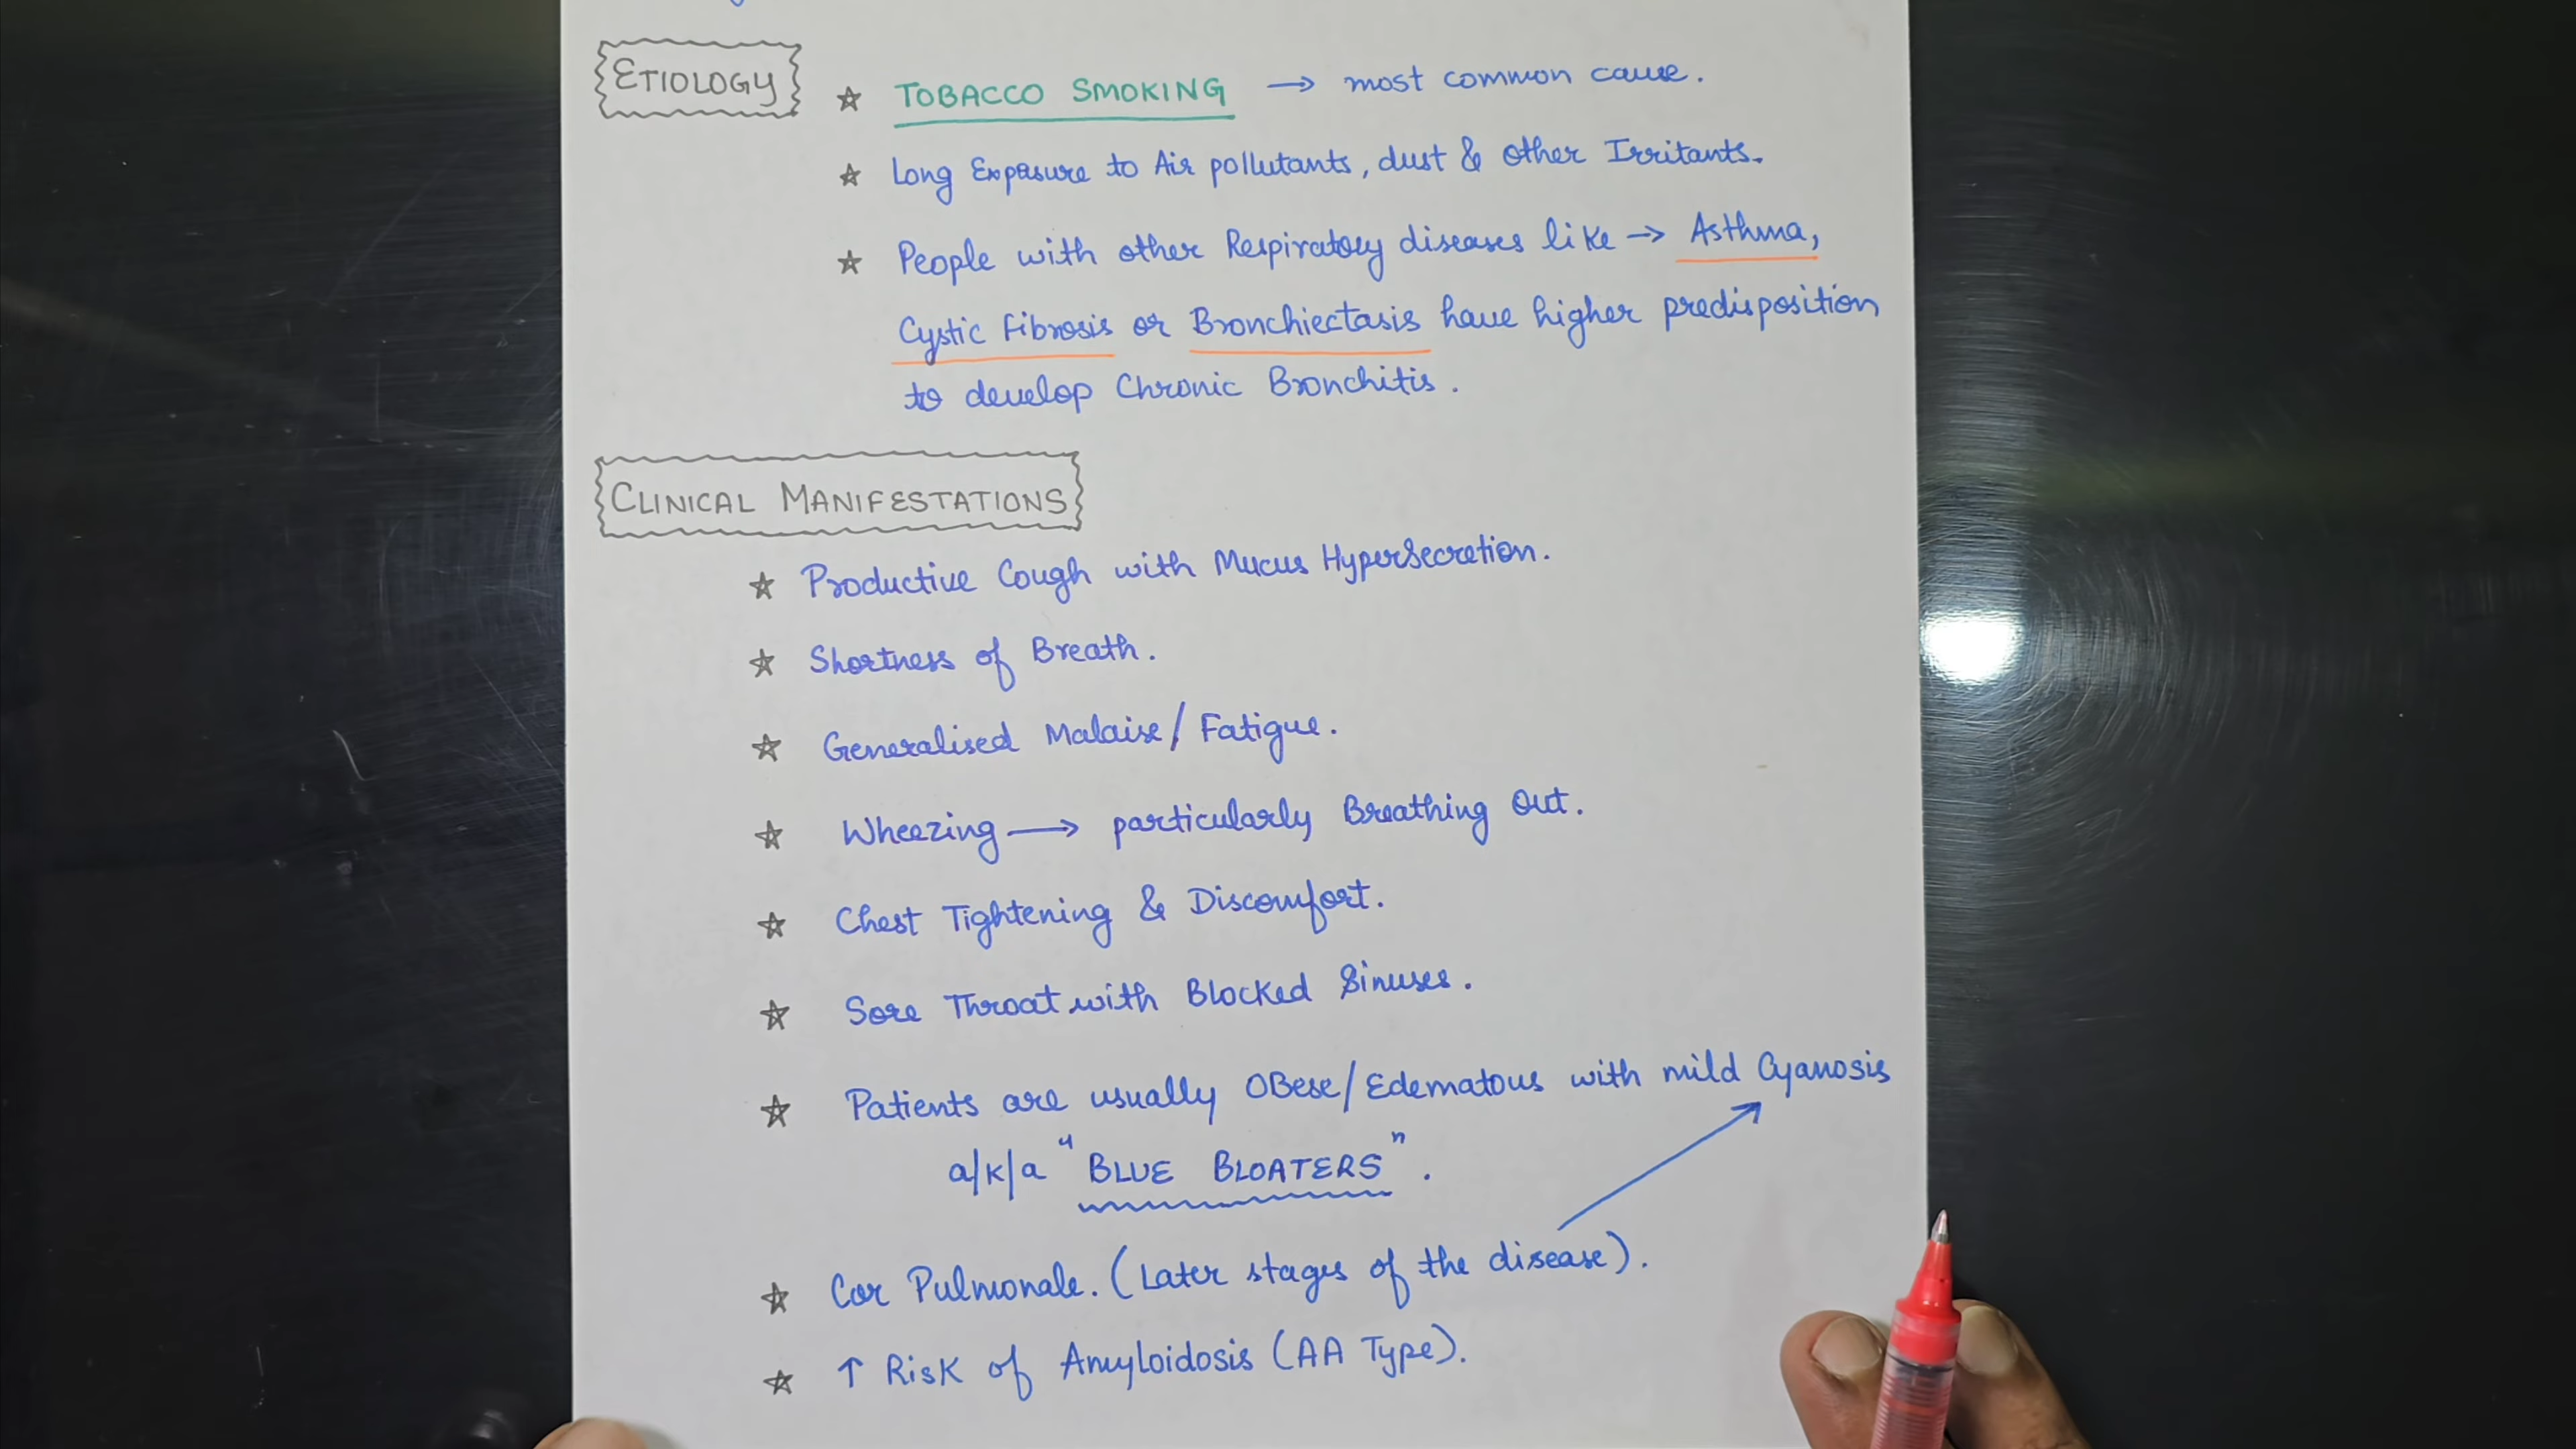 ETIOLOGY
☆ TOBACCO SMOKING → most common cause.
☆ Long Exposure to Air pollutants, dust & other Irritants.
☆ People with other Respiratory diseases like → Asthma,
Cystic Fibrosis or Bronchiectasis have higher predisposition
to develop Chronic Bronchitis.
CLINICAL MANIFESTATIONS
☆ Productive Cough with Mucus Hypersecretion.
☆ Shortness of Breath.
☆ Generalised Malaise/Fatigue.
☆ Wheezing → particularly Breathing Out.
☆ Chest Tightening & Discomfort.
☆ Sore Throat with Blocked Sinuses.
☆ Patients are usually OBese/Edematous with mild Cyanosis
a/k/a "BLUE BLOATERS".
☆ Cor Pulmonale. (Later stages of the disease).
☆ ↑ Risk of Amyloidosis (AA Type).